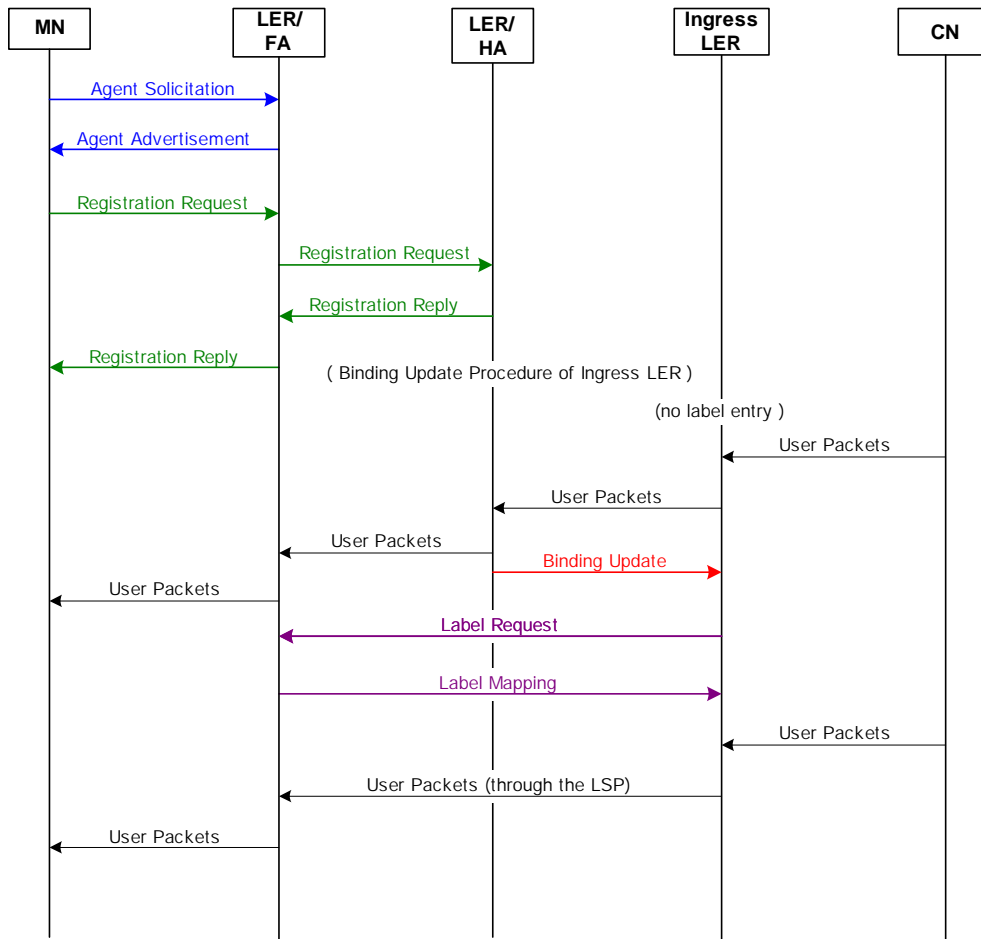 MN
LER/
FA
LER/
HA
Ingress
LER
CN
Agent Solicitation
Agent Advertisement
Registration Request
Registration Request
Registration Reply
Registration Reply
( Binding Update Procedure of Ingress LER )
(no label entry )
User Packets
User Packets
User Packets
Binding Update
User Packets
Label Request
Label Mapping
User Packets
User Packets (through the LSP)
User Packets